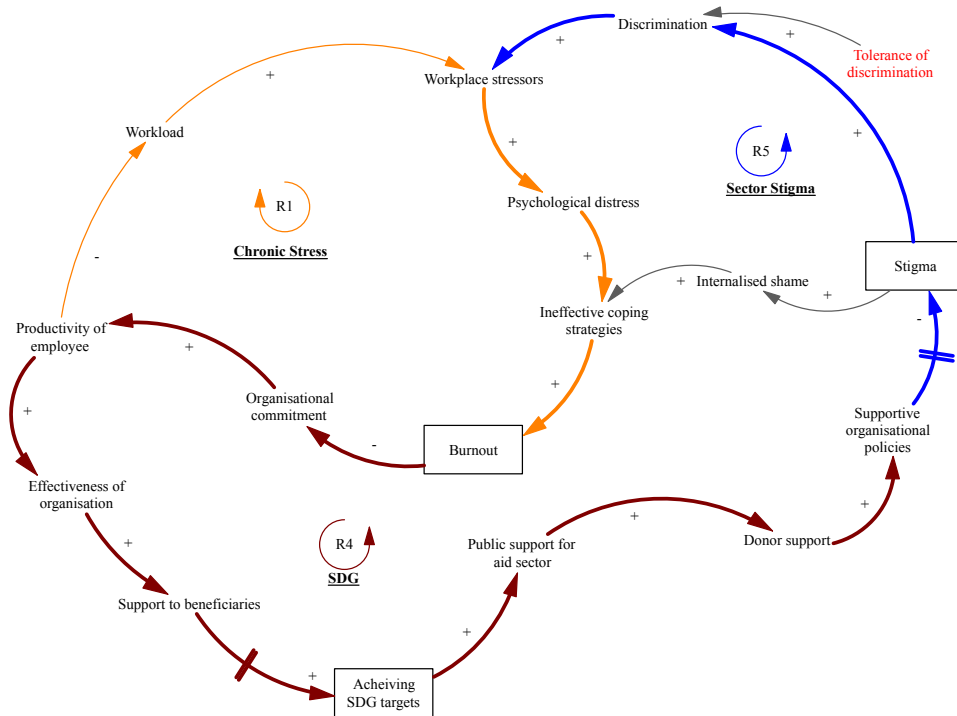 Discrimination
+
+
Tolerance of
discrimination
+
Workplace stressors
+
Workload
+
+
R5
Sector Stigma
R1
Chronic Stress
Psychological distress
+
-
Stigma
Internalised shame
+
+
Ineffective coping
strategies
-
Productivity of
employee
+
+
Organisational
commitment
+
Supportive
organisational
policies
-
Burnout
Effectiveness of
organisation
+
+
R4
SDG
+
Public support for
aid sector
Donor support
Support to beneficiaries
+
+
Acheiving
SDG targets